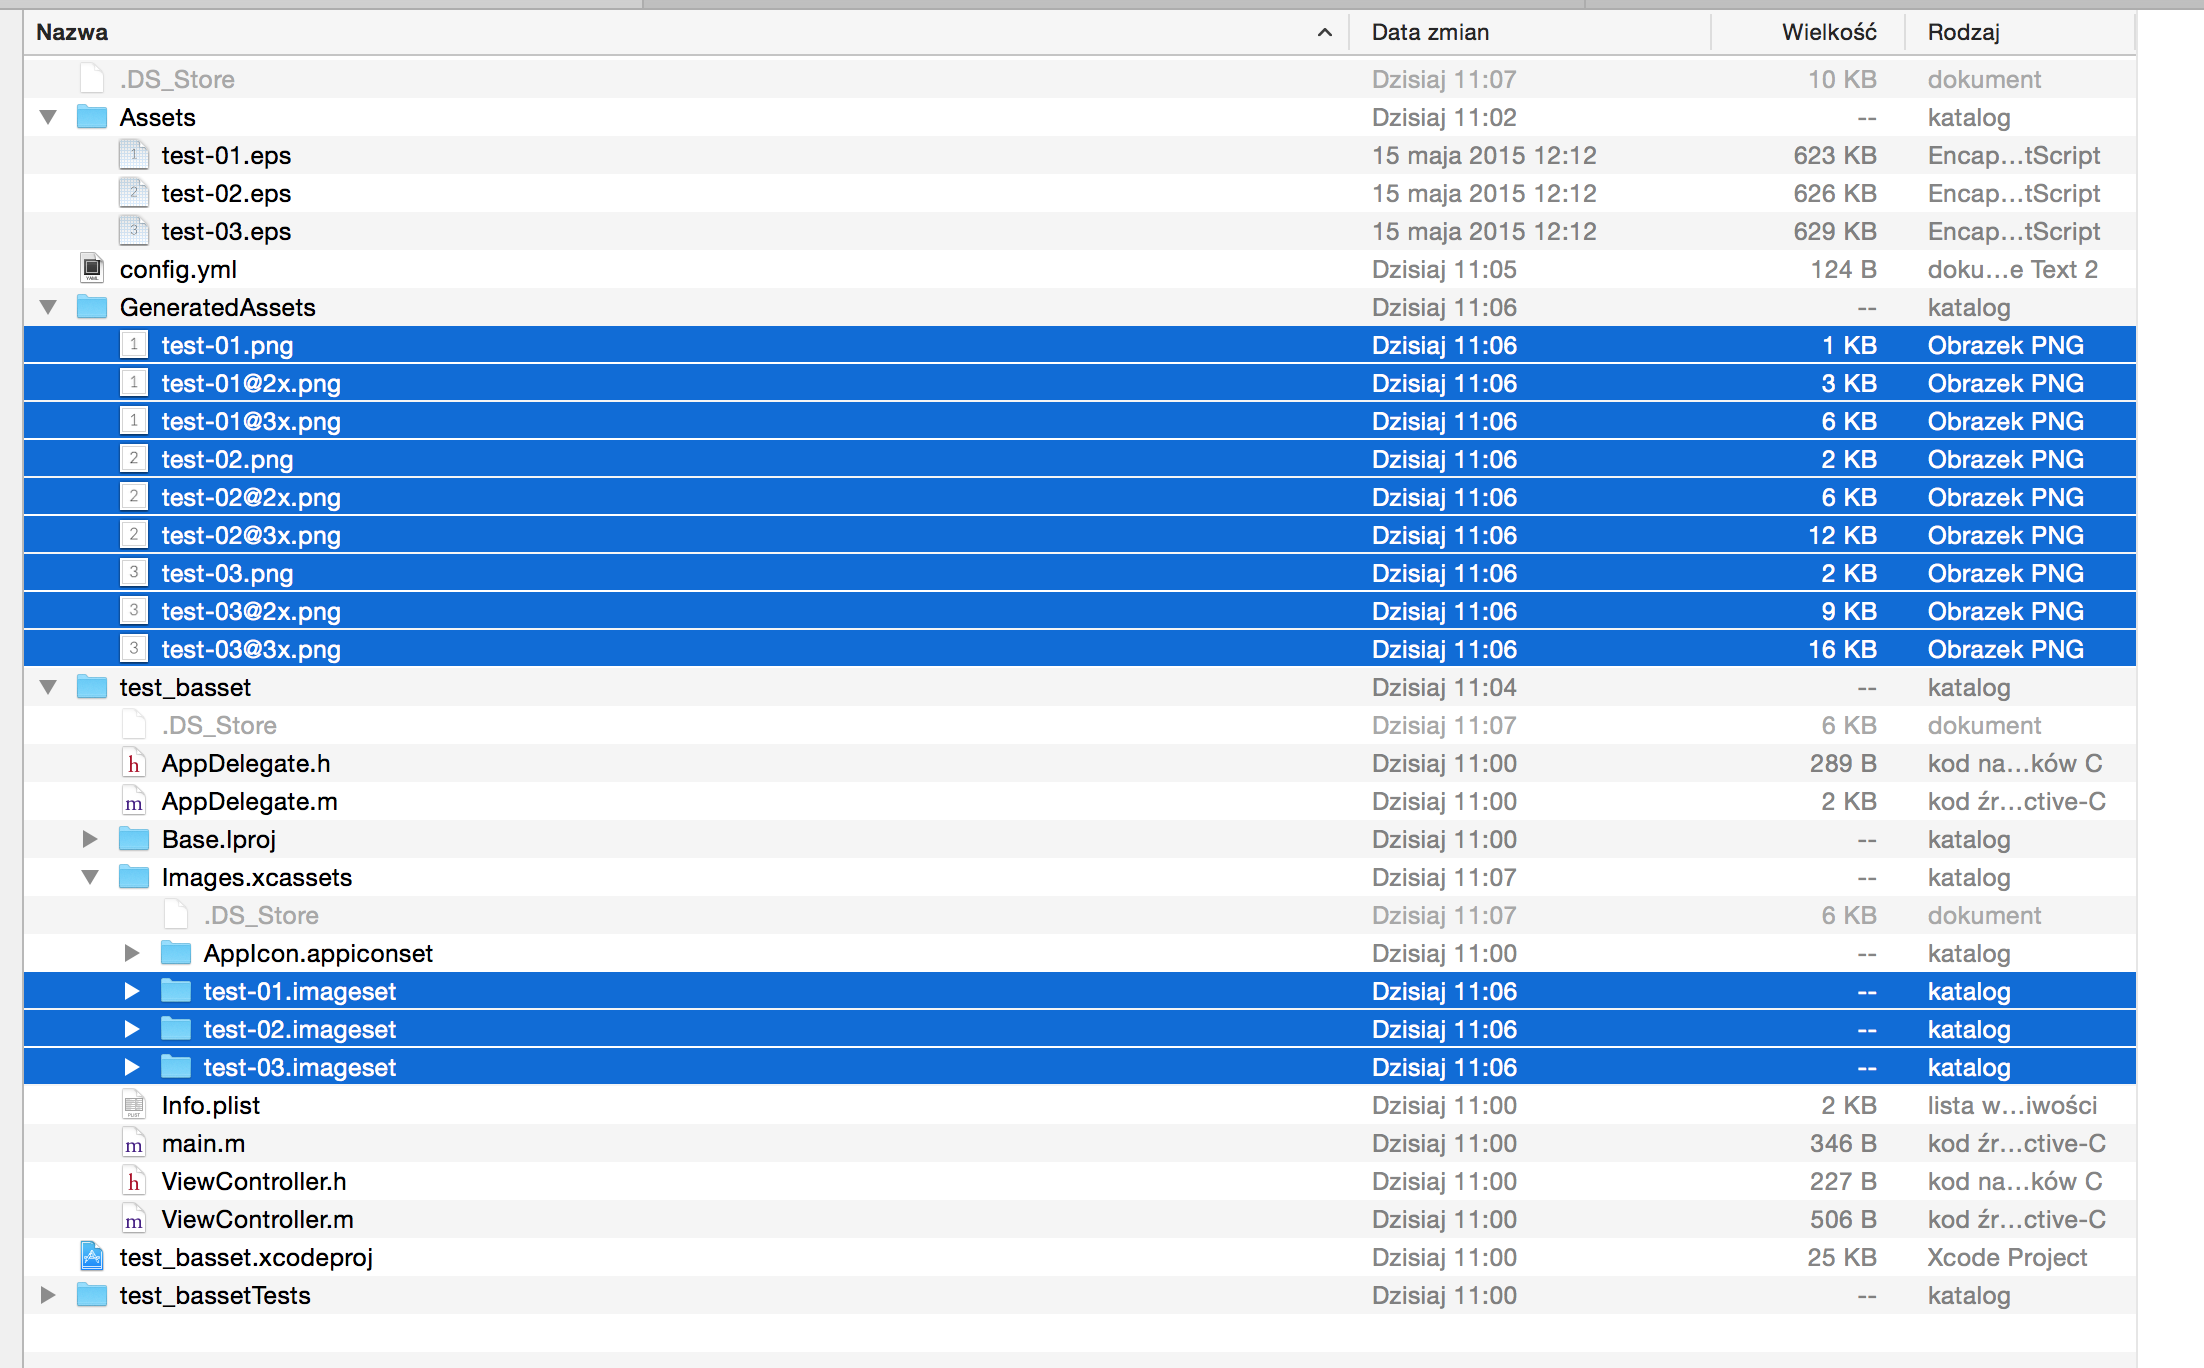 Nazwa Data zmian Wielkość Rodzaj
.DS_Store Dzisiaj 11:07 10 KB dokument
Assets Dzisiaj 11:02 -- katalog
test-01.eps 15 maja 2015 12:12 623 KB Encap...tScript
test-02.eps 15 maja 2015 12:12 626 KB Encap...tScript
test-03.eps 15 maja 2015 12:12 629 KB Encap...tScript
config.yml Dzisiaj 11:05 124 B doku...e Text 2
GeneratedAssets Dzisiaj 11:06 -- katalog
1 test-01.png Dzisiaj 11:06 1 KB Obrazek PNG
1 test-01@2x.png Dzisiaj 11:06 3 KB Obrazek PNG
1 test-01@3x.png Dzisiaj 11:06 6 KB Obrazek PNG
2 test-02.png Dzisiaj 11:06 2 KB Obrazek PNG
2 test-02@2x.png Dzisiaj 11:06 6 KB Obrazek PNG
2 test-02@3x.png Dzisiaj 11:06 12 KB Obrazek PNG
3 test-03.png Dzisiaj 11:06 2 KB Obrazek PNG
3 test-03@2x.png Dzisiaj 11:06 9 KB Obrazek PNG
3 test-03@3x.png Dzisiaj 11:06 16 KB Obrazek PNG
test_basset Dzisiaj 11:04 -- katalog
.DS_Store Dzisiaj 11:07 6 KB dokument
h AppDelegate.h Dzisiaj 11:00 289 B kod na...ków C
m AppDelegate.m Dzisiaj 11:00 2 KB kod źr...ctive-C
Base.lproj Dzisiaj 11:00 -- katalog
Images.xcassets Dzisiaj 11:07 -- katalog
.DS_Store Dzisiaj 11:07 6 KB dokument
AppIcon.appiconset Dzisiaj 11:00 -- katalog
test-01.imageset Dzisiaj 11:06 -- katalog
test-02.imageset Dzisiaj 11:06 -- katalog
test-03.imageset Dzisiaj 11:06 -- katalog
Info.plist Dzisiaj 11:00 2 KB lista w...iwości
m main.m Dzisiaj 11:00 346 B kod źr...ctive-C
h ViewController.h Dzisiaj 11:00 227 B kod na...ków C
m ViewController.m Dzisiaj 11:00 506 B kod źr...ctive-C
test_basset.xcodeproj Dzisiaj 11:00 25 KB Xcode Project
test_bassetTests Dzisiaj 11:00 -- katalog